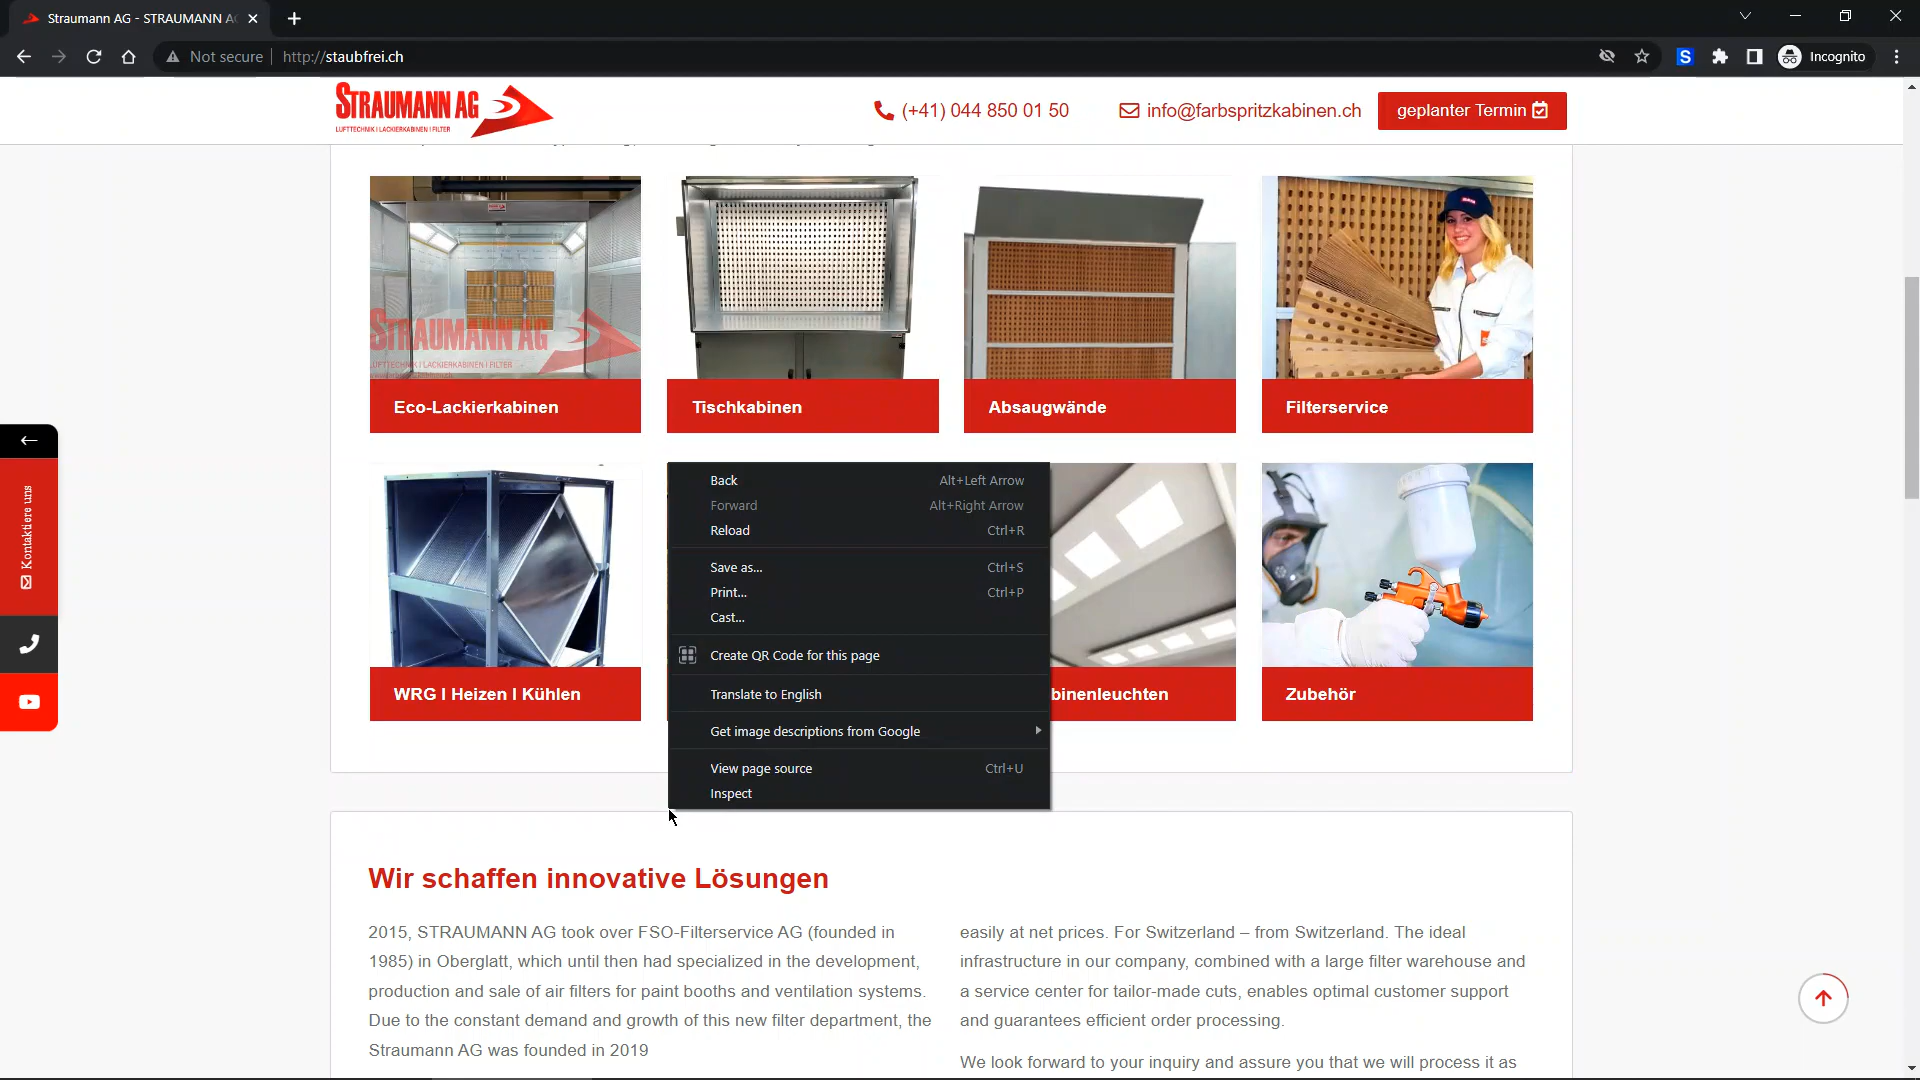 Straumann AG - STRAUMANN A
Not secure
http://staubfrei.ch
Incognito
STRAUMANN AG
LUFTTECHNIK I LACKIERKABINEN I FILTER
(+41) 044 850 01 50
info@farbspritzkabinen.ch
geplanter Termin
STRAUMANN AG
LUFTTECHNIK I LACKIERKABINEN I FILTER
Eco-Lackierkabinen
Tischkabinen
Absaugwände
Filterservice
Kontaktiere uns
Back Alt+Left Arrow
Forward Alt+Right Arrow
Reload Ctrl+R
Save as... Ctrl+S
Print... Ctrl+P
Cast...
Create QR Code for this page
Translate to English
Get image descriptions from Google
View page source Ctrl+U
Inspect
WRG I Heizen I Kühlen
binenleuchten
Zubehör
Wir schaffen innovative Lösungen
2015, STRAUMANN AG took over FSO-Filterservice AG (founded in
1985) in Oberglatt, which until then had specialized in the development,
production and sale of air filters for paint booths and ventilation systems.
Due to the constant demand and growth of this new filter department, the
Straumann AG was founded in 2019
easily at net prices. For Switzerland – from Switzerland. The ideal
infrastructure in our company, combined with a large filter warehouse and
a service center for tailor-made cuts, enables optimal customer support
and guarantees efficient order processing.
We look forward to your inquiry and assure you that we will process it as